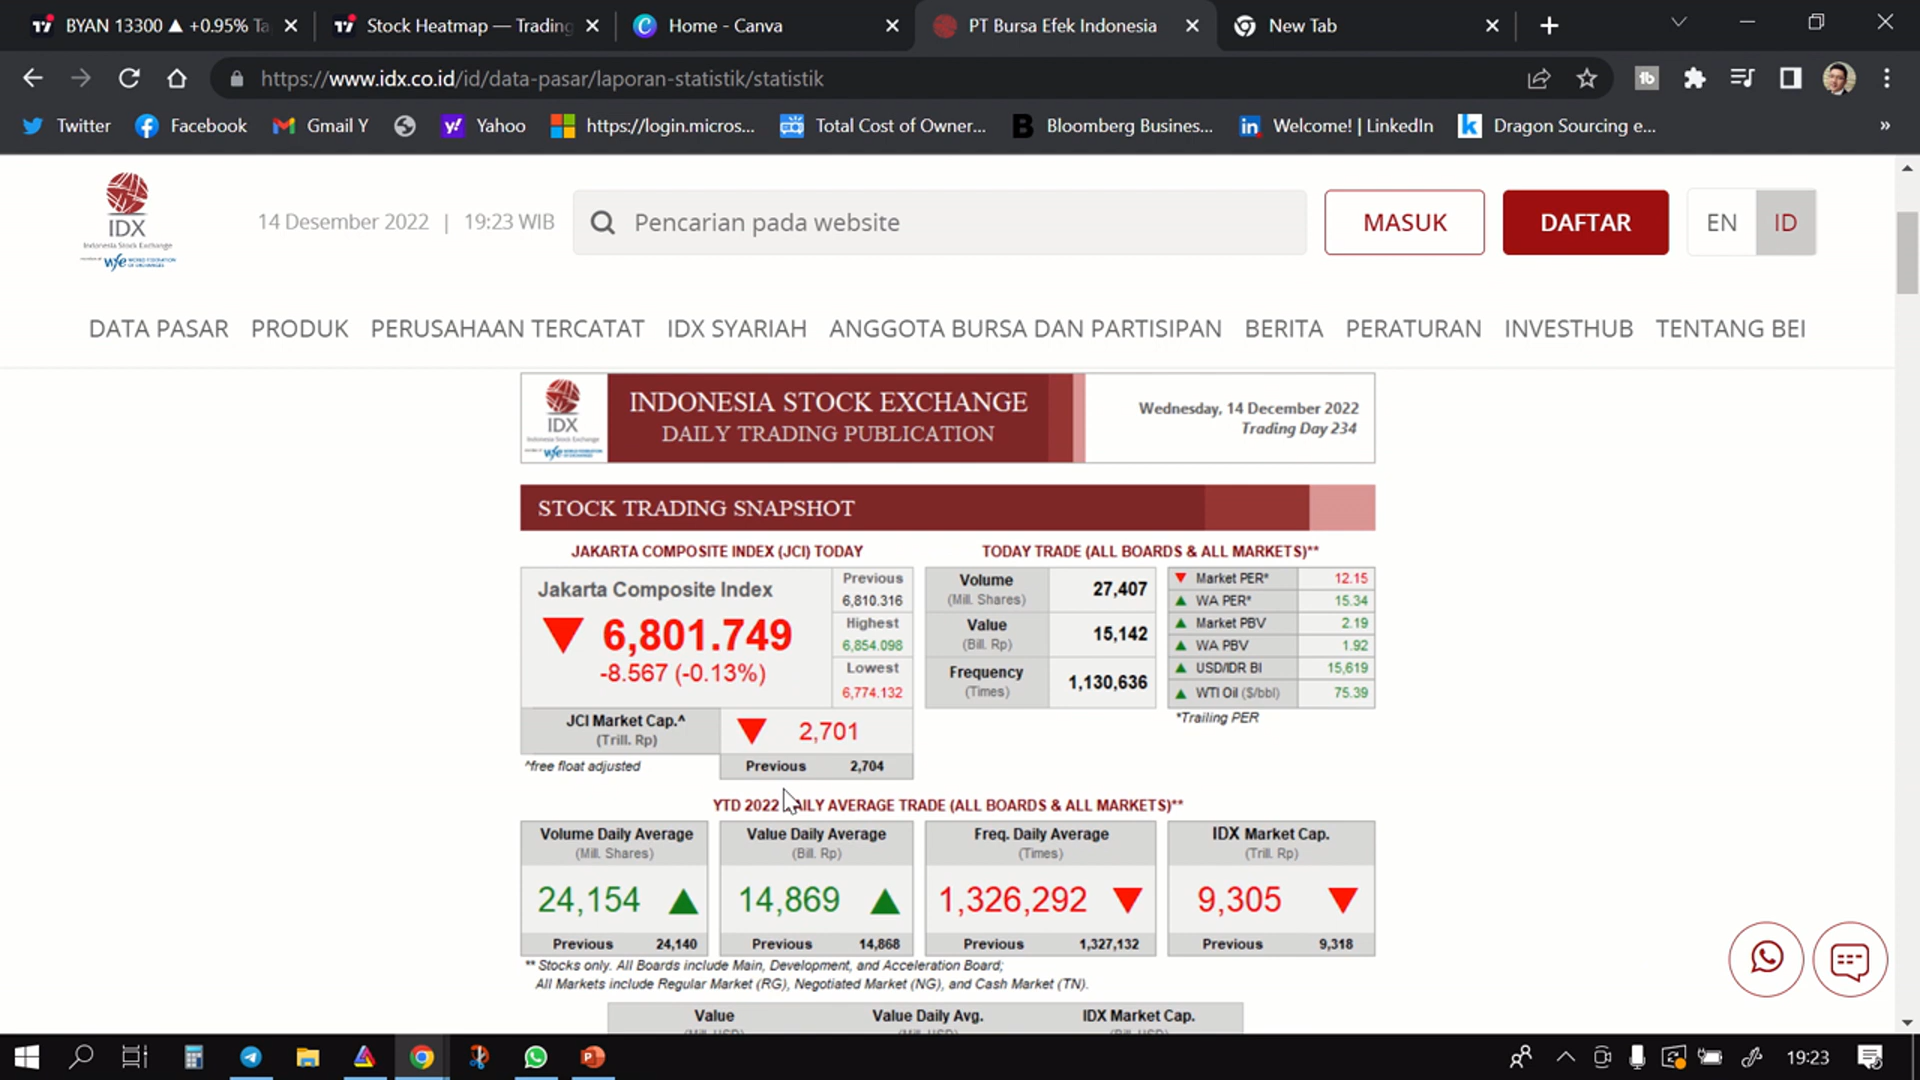 BYAN 13300 ▲ +0.95% Ta
Stock Heatmap — Trading
Home - Canva
PT Bursa Efek Indonesia
New Tab
https://www.idx.co.id/id/data-pasar/laporan-statistik/statistik
Twitter
Facebook
Gmail Y
Yahoo
https://login.micros...
Total Cost of Owner...
Bloomberg Busines...
Welcome! | LinkedIn
Dragon Sourcing e...
»
IDX
Indonesia Stock Exchange
14 Desember 2022 | 19:23 WIB
Pencarian pada website
MASUK
DAFTAR
EN
ID
DATA PASAR
PRODUK
PERUSAHAAN TERCATAT
IDX SYARIAH
ANGGOTA BURSA DAN PARTISIPAN
BERITA
PERATURAN
INVESTHUB
TENTANG BEI
IDX
Indonesia Stock Exchange
INDONESIA STOCK EXCHANGE
DAILY TRADING PUBLICATION
Wednesday, 14 December 2022
Trading Day 234
STOCK TRADING SNAPSHOT
JAKARTA COMPOSITE INDEX (JCI) TODAY
Jakarta Composite Index
6,801.749
-8.567 (-0.13%)
Previous
6,810.316
Highest
6,854.098
Lowest
6,774.132
JCI Market Cap.^
(Trill. Rp)
2,701
Previous 2,704
^free float adjusted
TODAY TRADE (ALL BOARDS & ALL MARKETS)**
Volume
(Mill. Shares)
27,407
Value
(Bill. Rp)
15,142
Frequency
(Times)
1,130,636
Market PER* 12.15
WA PER* 15.34
Market PBV 2.19
WA PBV 1.92
USD/IDR BI 15,619
WTI Oil ($/bbl) 75.39
*Trailing PER
YTD 2022 DAILY AVERAGE TRADE (ALL BOARDS & ALL MARKETS)**
Volume Daily Average
(Mill. Shares)
24,154
Previous 24,140
Value Daily Average
(Bill. Rp)
14,869
Previous 14,868
Freq. Daily Average
(Times)
1,326,292
Previous 1,327,132
IDX Market Cap.
(Trill. Rp)
9,305
Previous 9,318
** Stocks only. All Boards include Main, Development, and Acceleration Board;
All Markets include Regular Market (RG), Negotiated Market (NG), and Cash Market (TN).
Value
Value Daily Avg.
IDX Market Cap.
19:23